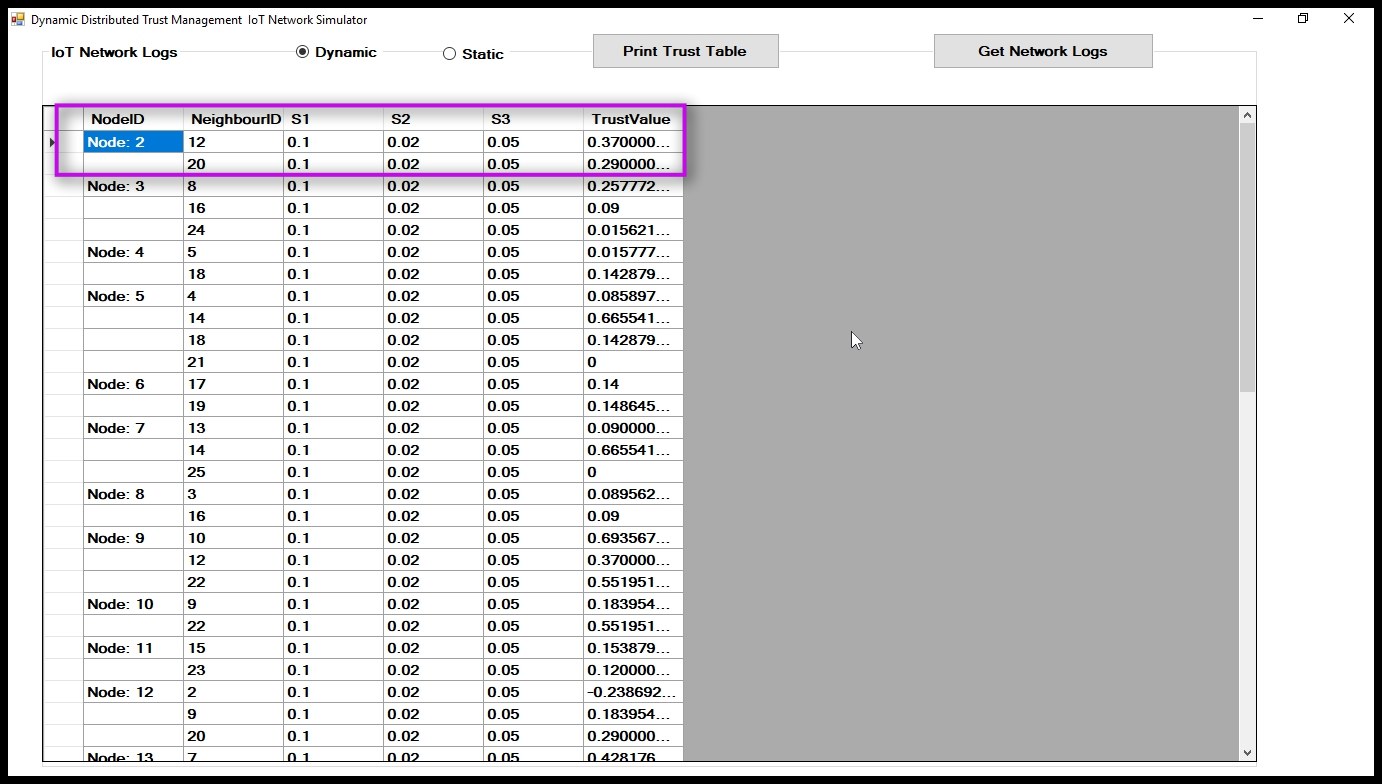 Dynamic Distributed Trust Management IoT Network Simulator
IoT Network Logs Dynamic Static Print Trust Table Get Network Logs
NodeID NeighbourID S1 S2 S3 TrustValue
Node: 2 12 0.1 0.02 0.05 0.370000...
20 0.1 0.02 0.05 0.290000...
Node: 3 8 0.1 0.02 0.05 0.257772...
16 0.1 0.02 0.05 0.09
24 0.1 0.02 0.05 0.015621...
Node: 4 5 0.1 0.02 0.05 0.015777...
18 0.1 0.02 0.05 0.142879...
Node: 5 4 0.1 0.02 0.05 0.085897...
14 0.1 0.02 0.05 0.665541...
18 0.1 0.02 0.05 0.142879...
21 0.1 0.02 0.05 0
Node: 6 17 0.1 0.02 0.05 0.14
19 0.1 0.02 0.05 0.148645...
Node: 7 13 0.1 0.02 0.05 0.090000...
14 0.1 0.02 0.05 0.665541...
25 0.1 0.02 0.05 0
Node: 8 3 0.1 0.02 0.05 0.089562...
16 0.1 0.02 0.05 0.09
Node: 9 10 0.1 0.02 0.05 0.693567...
12 0.1 0.02 0.05 0.370000...
22 0.1 0.02 0.05 0.551951...
Node: 10 9 0.1 0.02 0.05 0.183954...
22 0.1 0.02 0.05 0.551951...
Node: 11 15 0.1 0.02 0.05 0.153879...
23 0.1 0.02 0.05 0.120000...
Node: 12 2 0.1 0.02 0.05 -0.238692...
9 0.1 0.02 0.05 0.183954...
20 0.1 0.02 0.05 0.290000...
Node: 13 7 0.1 0.02 0.05 0.428176...